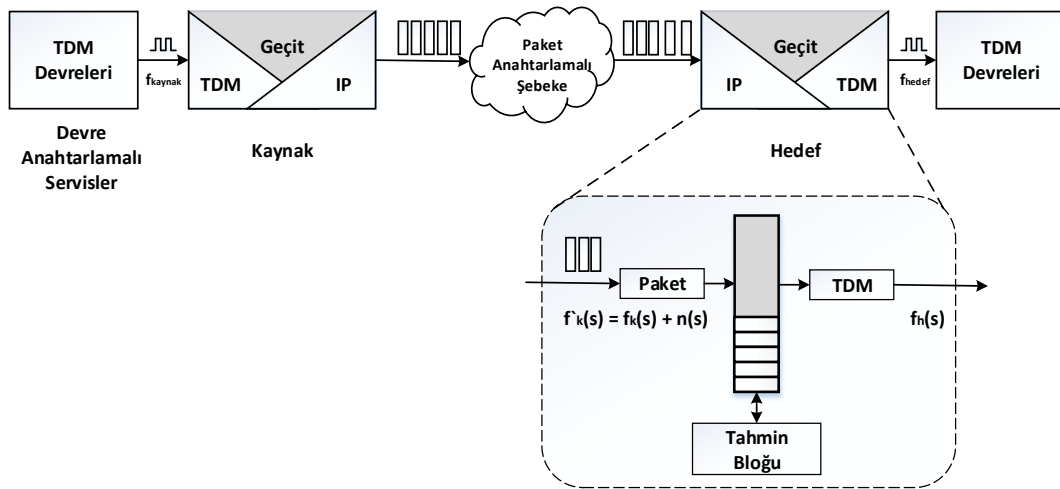 TDM
Devreleri
fkaynak
Geçit
TDM
IP
Paket
Anahtarlamalı
Şebeke
Geçit
IP
TDM
fhedef
TDM
Devreleri
Devre
Anahtarlamalı
Servisler
Kaynak
Hedef
Paket
TDM
f`k(s) = fk(s) + n(s)
fh(s)
Tahmin
Bloğu